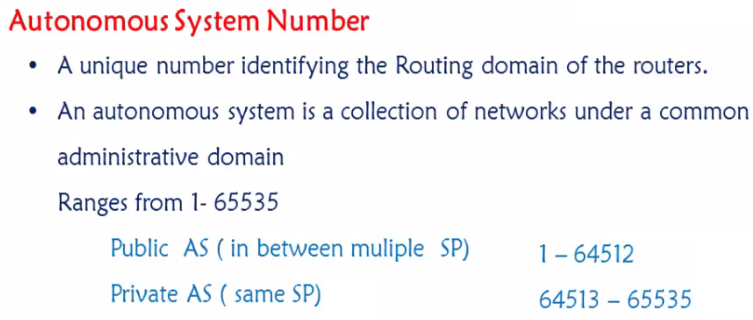 Autonomous System Number
• A unique number identifying the Routing domain of the routers.
• An autonomous system is a collection of networks under a common
administrative domain
Ranges from 1- 65535
Public AS ( in between muliple SP) 1 – 64512
Private AS ( same SP) 64513 – 65535